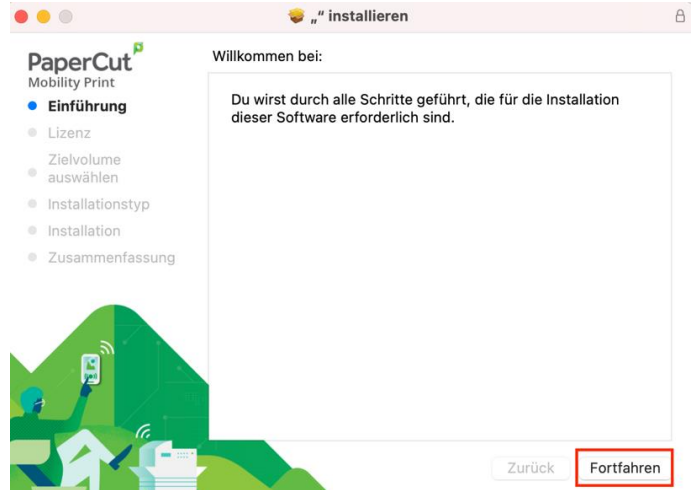 „“ installieren
PaperCut
Mobility Print
Willkommen bei:
Einführung
Lizenz
Zielvolume
auswählen
Installationstyp
Installation
Zusammenfassung
Du wirst durch alle Schritte geführt, die für die Installation
dieser Software erforderlich sind.
Zurück
Fortfahren